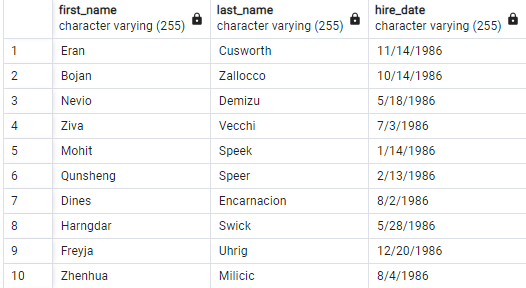 first_name last_name hire_date
character varying (255) character varying (255) character varying (255)
1 Eran Cusworth 11/14/1986
2 Bojan Zallocco 10/14/1986
3 Nevio Demizu 5/18/1986
4 Ziva Vecchi 7/3/1986
5 Mohit Speek 1/14/1986
6 Qunsheng Speer 2/13/1986
7 Dines Encarnacion 8/2/1986
8 Harngdar Swick 5/28/1986
9 Freyja Uhrig 12/20/1986
10 Zhenhua Milicic 8/4/1986